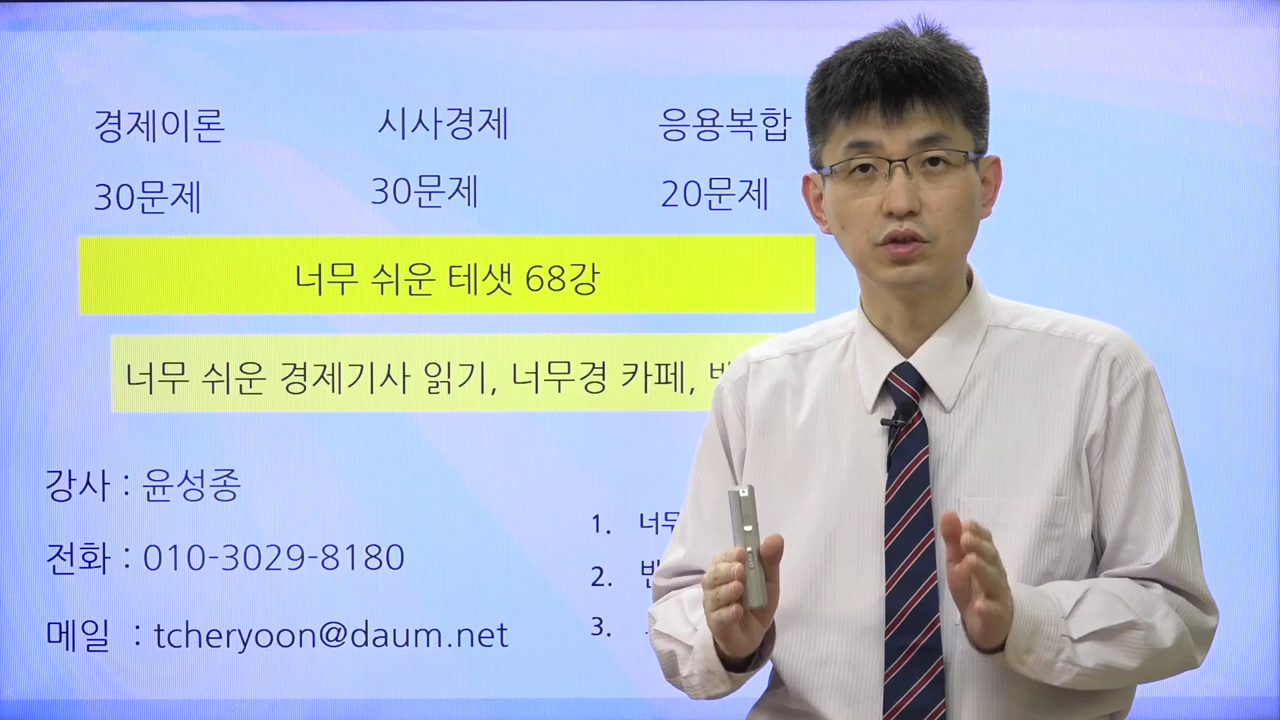 경제이론 시사경제 응용복합
30문제 30문제 20문제
너무 쉬운 테샛 68강
너무 쉬운 경제기사 읽기, 너무경 카페,
강사 : 윤성종
전화 : 010-3029-8180
메일 : tcheryoon@daum.net
1. 너무
2.
3.